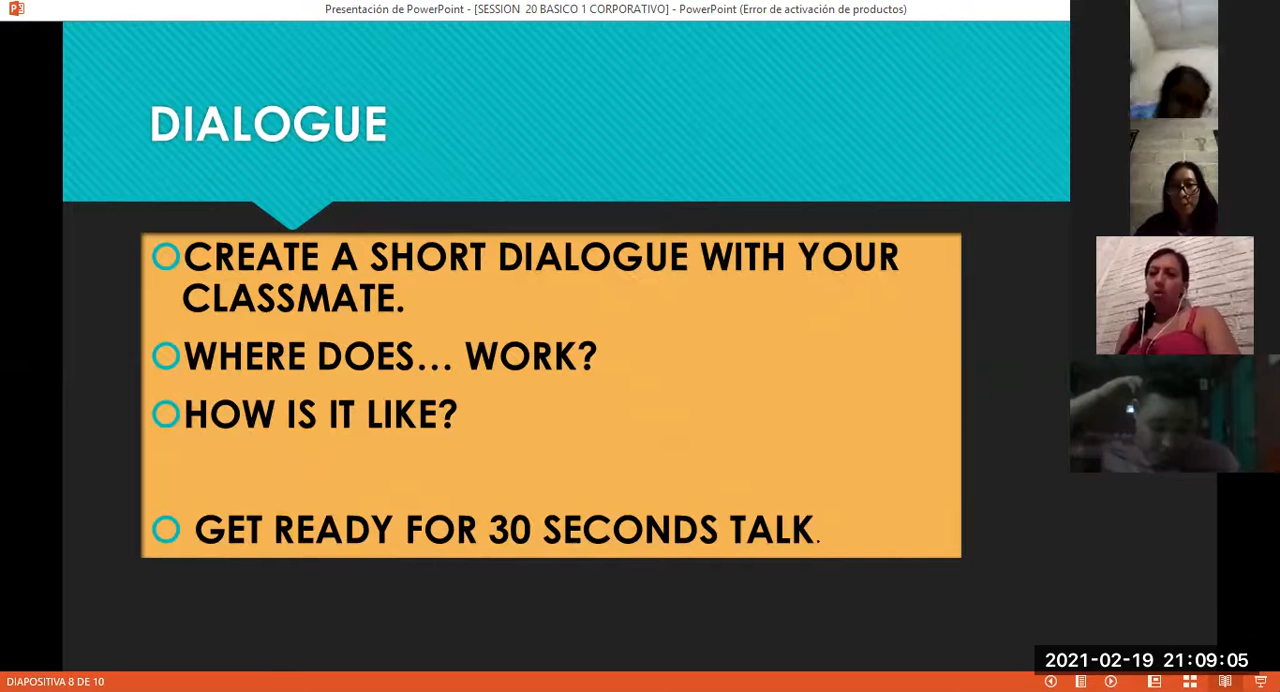 Presentación de PowerPoint - [SESSION 20 BASICO 1 CORPORATIVO] - PowerPoint (Error de activación de productos)
DIALOGUE
CREATE A SHORT DIALOGUE WITH YOUR
CLASSMATE.
WHERE DOES... WORK?
HOW IS IT LIKE?
GET READY FOR 30 SECONDS TALK.
2021-02-19 21:09:05
DIAPOSITIVA 8 DE 10